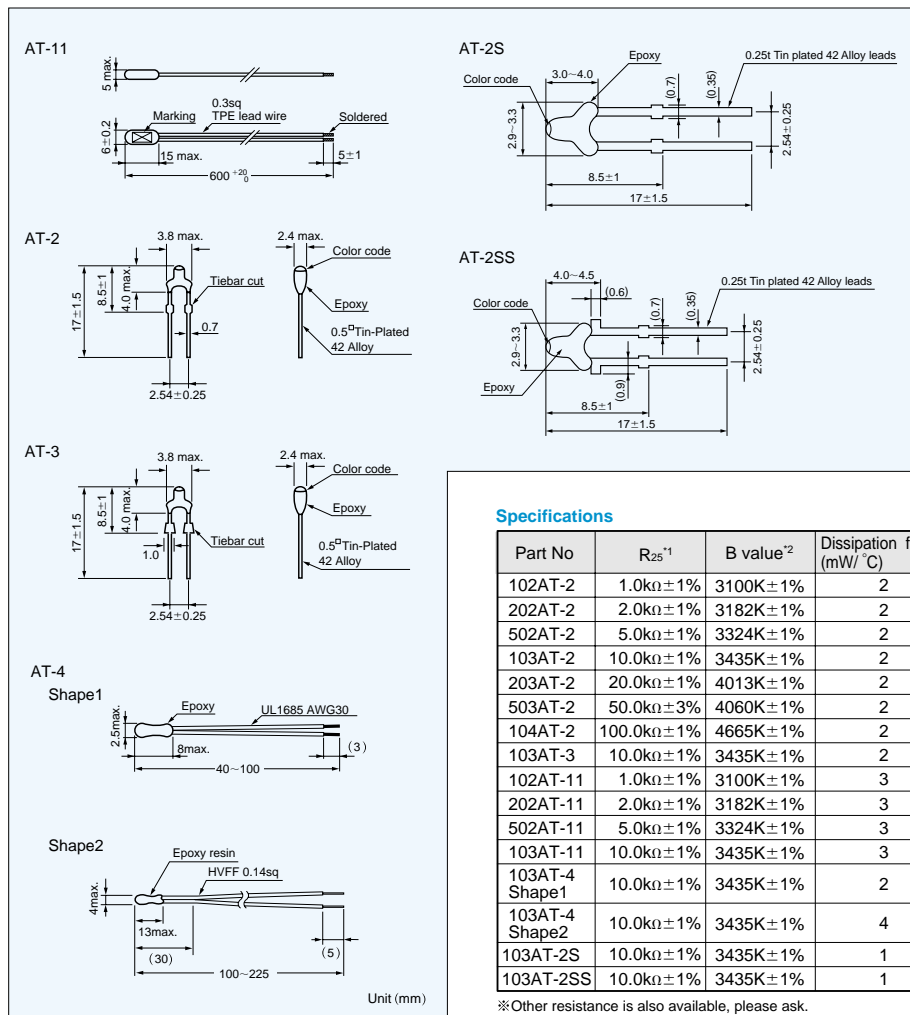 AT-11
5 max.
0.3sq
TPE lead wire
Marking
Soldered
6±0.2
15 max.
5±1
600 +20 0
AT-2
3.8 max.
2.4 max.
Color code
17±1.5
8.5±1
4.0 max.
Tiebar cut
Epoxy
0.7
0.5□Tin-Plated
42 Alloy
2.54±0.25
AT-3
3.8 max.
2.4 max.
Color code
17±1.5
8.5±1
4.0 max.
Epoxy
1.0
Tiebar cut
0.5□Tin-Plated
42 Alloy
2.54±0.25
AT-4
Shape1
Epoxy
UL1685 AWG30
2.5max.
8max.
(3)
40~100
Shape2
Epoxy resin
HVFF 0.14sq
4max.
13max.
(30)
(5)
100~225
Unit (mm)
AT-2S
Epoxy
3.0~4.0
0.25t Tin plated 42 Alloy leads
Color code
(0.7)
(0.35)
2.9~3.3
2.54±0.25
8.5±1
17±1.5
AT-2SS
4.0~4.5
(0.6)
0.25t Tin plated 42 Alloy leads
Color code
(0.7)
(0.35)
2.9~3.3
2.54±0.25
Epoxy
(0.9)
8.5±1
17±1.5
Specifications
Part No R25*1 B value*2 Dissipation f
(mW/ °C)
102AT-2 1.0kΩ±1% 3100K±1% 2
202AT-2 2.0kΩ±1% 3182K±1% 2
502AT-2 5.0kΩ±1% 3324K±1% 2
103AT-2 10.0kΩ±1% 3435K±1% 2
203AT-2 20.0kΩ±1% 4013K±1% 2
503AT-2 50.0kΩ±3% 4060K±1% 2
104AT-2 100.0kΩ±1% 4665K±1% 2
103AT-3 10.0kΩ±1% 3435K±1% 2
102AT-11 1.0kΩ±1% 3100K±1% 3
202AT-11 2.0kΩ±1% 3182K±1% 3
502AT-11 5.0kΩ±1% 3324K±1% 3
103AT-11 10.0kΩ±1% 3435K±1% 3
103AT-4
Shape1 10.0kΩ±1% 3435K±1% 2
103AT-4
Shape2 10.0kΩ±1% 3435K±1% 4
103AT-2S 10.0kΩ±1% 3435K±1% 1
103AT-2SS 10.0kΩ±1% 3435K±1% 1
※Other resistance is also available, please ask.